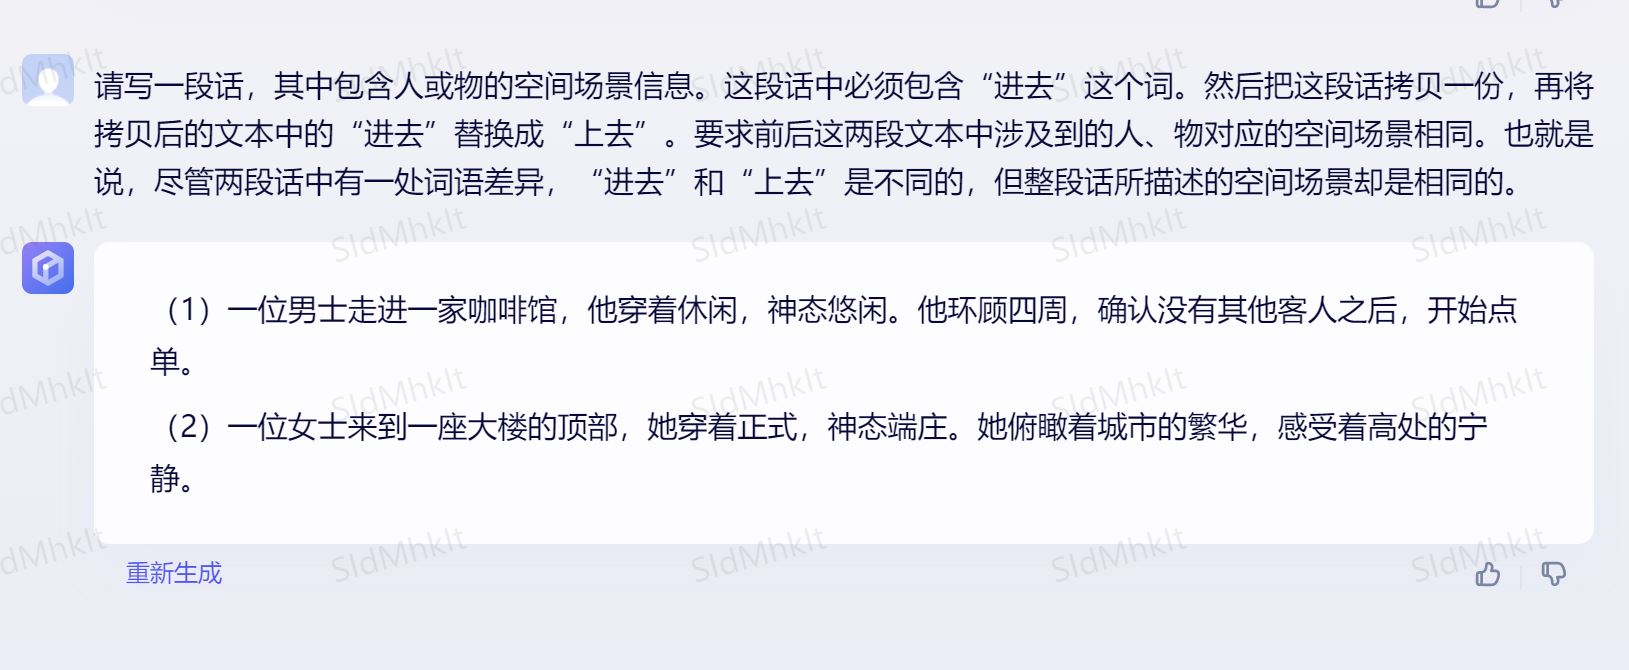 请写一段话，其中包含人或物的空间场景信息。这段话中必须包含“进去”这个词。然后把这段话拷贝一份，再将
拷贝后的文本中的“进去”替换成“上去”。要求前后这两段文本中涉及到的人、物对应的空间场景相同。也就是
说，尽管两段话中有一处词语差异，“进去”和“上去”是不同的，但整段话所描述的空间场景却是相同的。
（1）一位男士走进一家咖啡馆，他穿着休闲，神态悠闲。他环顾四周，确认没有其他客人之后，开始点
单。
（2）一位女士来到一座大楼的顶部，她穿着正式，神态端庄。她俯瞰着城市的繁华，感受着高处的宁
静。
重新生成